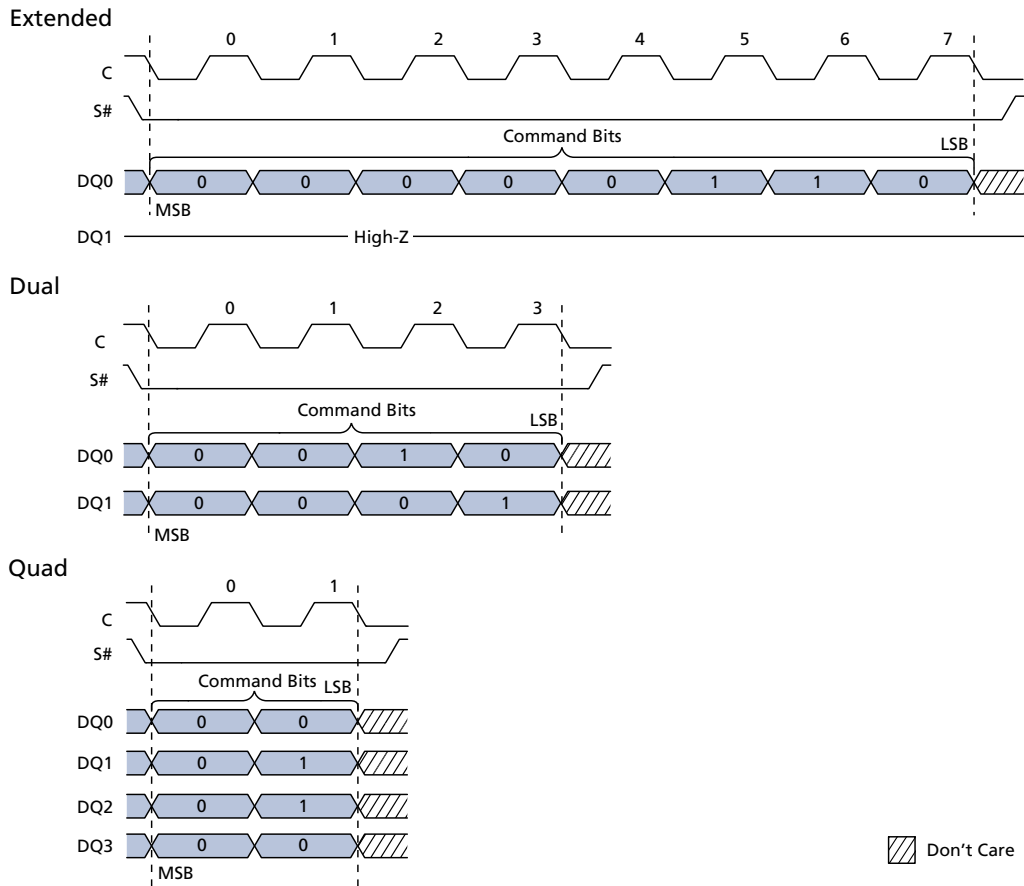 Extended
0 1 2 3 4 5 6 7
C
S#
Command Bits
LSB
DQ0 0 0 0 0 0 1 1 0
MSB
DQ1 High-Z
Dual
0 1 2 3
C
S#
Command Bits
LSB
DQ0 0 0 1 0
DQ1 0 0 0 1
MSB
Quad
0 1
C
S#
Command Bits LSB
DQ0 0 0
DQ1 0 1
DQ2 0 1
DQ3 0 0
MSB
Don't Care